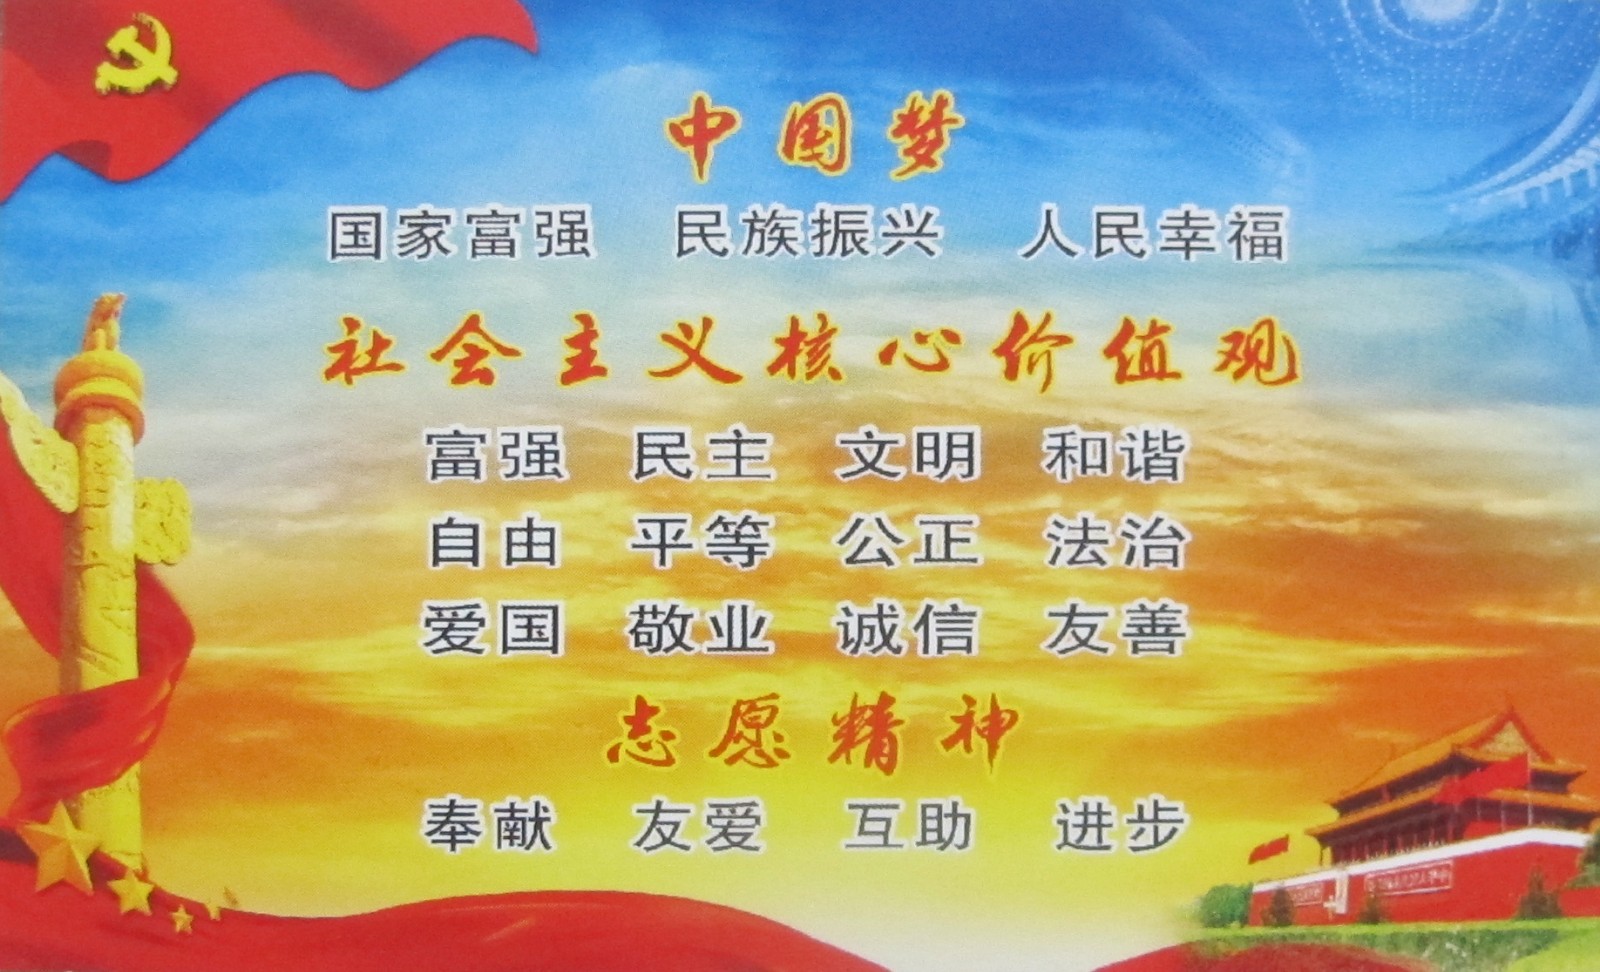 中国梦
国家富强 民族振兴 人民幸福
社会主义核心价值观
富强 民主 文明 和谐
自由 平等 公正 法治
爱国 敬业 诚信 友善
志愿精神
奉献 友爱 互助 进步